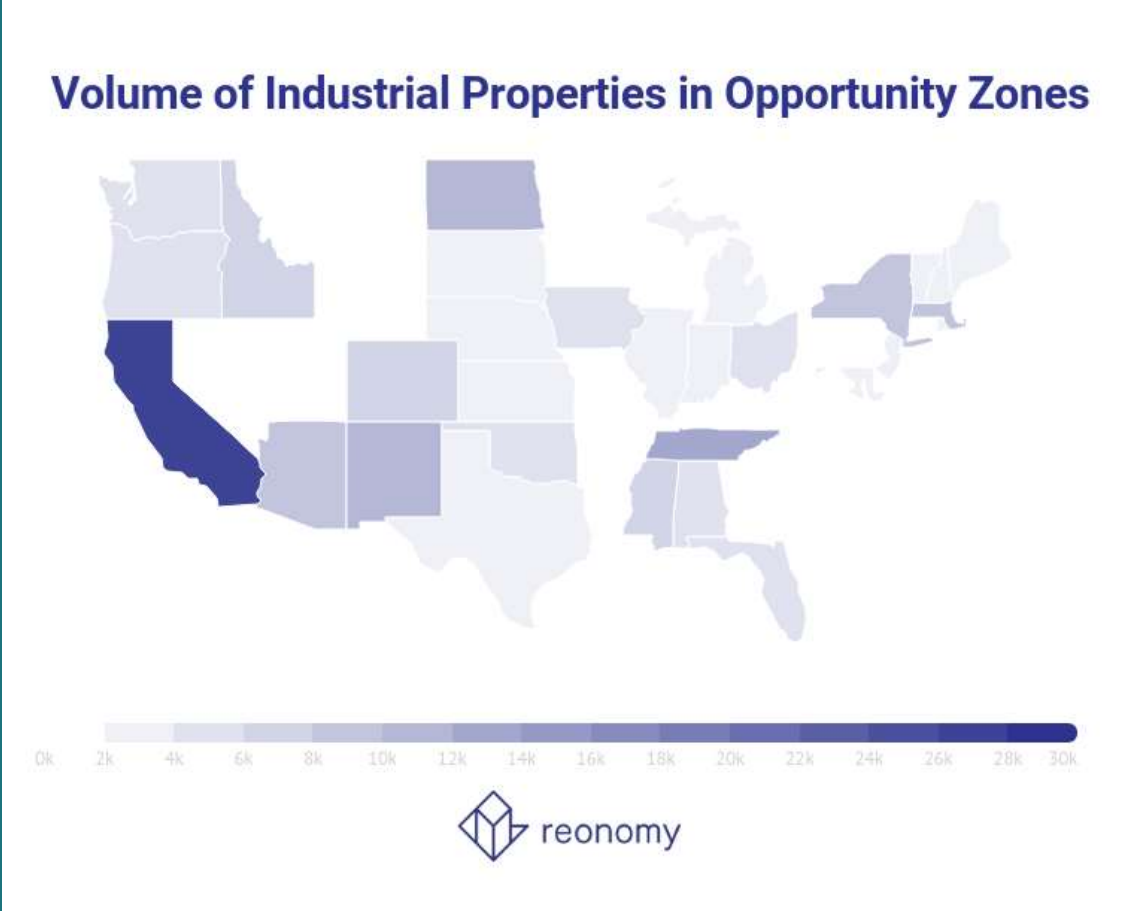 Volume of Industrial Properties in Opportunity Zones
0k 2k 4k 6k 8k 10k 12k 14k 16k 18k 20k 22k 24k 26k 28k 30k
reonomy